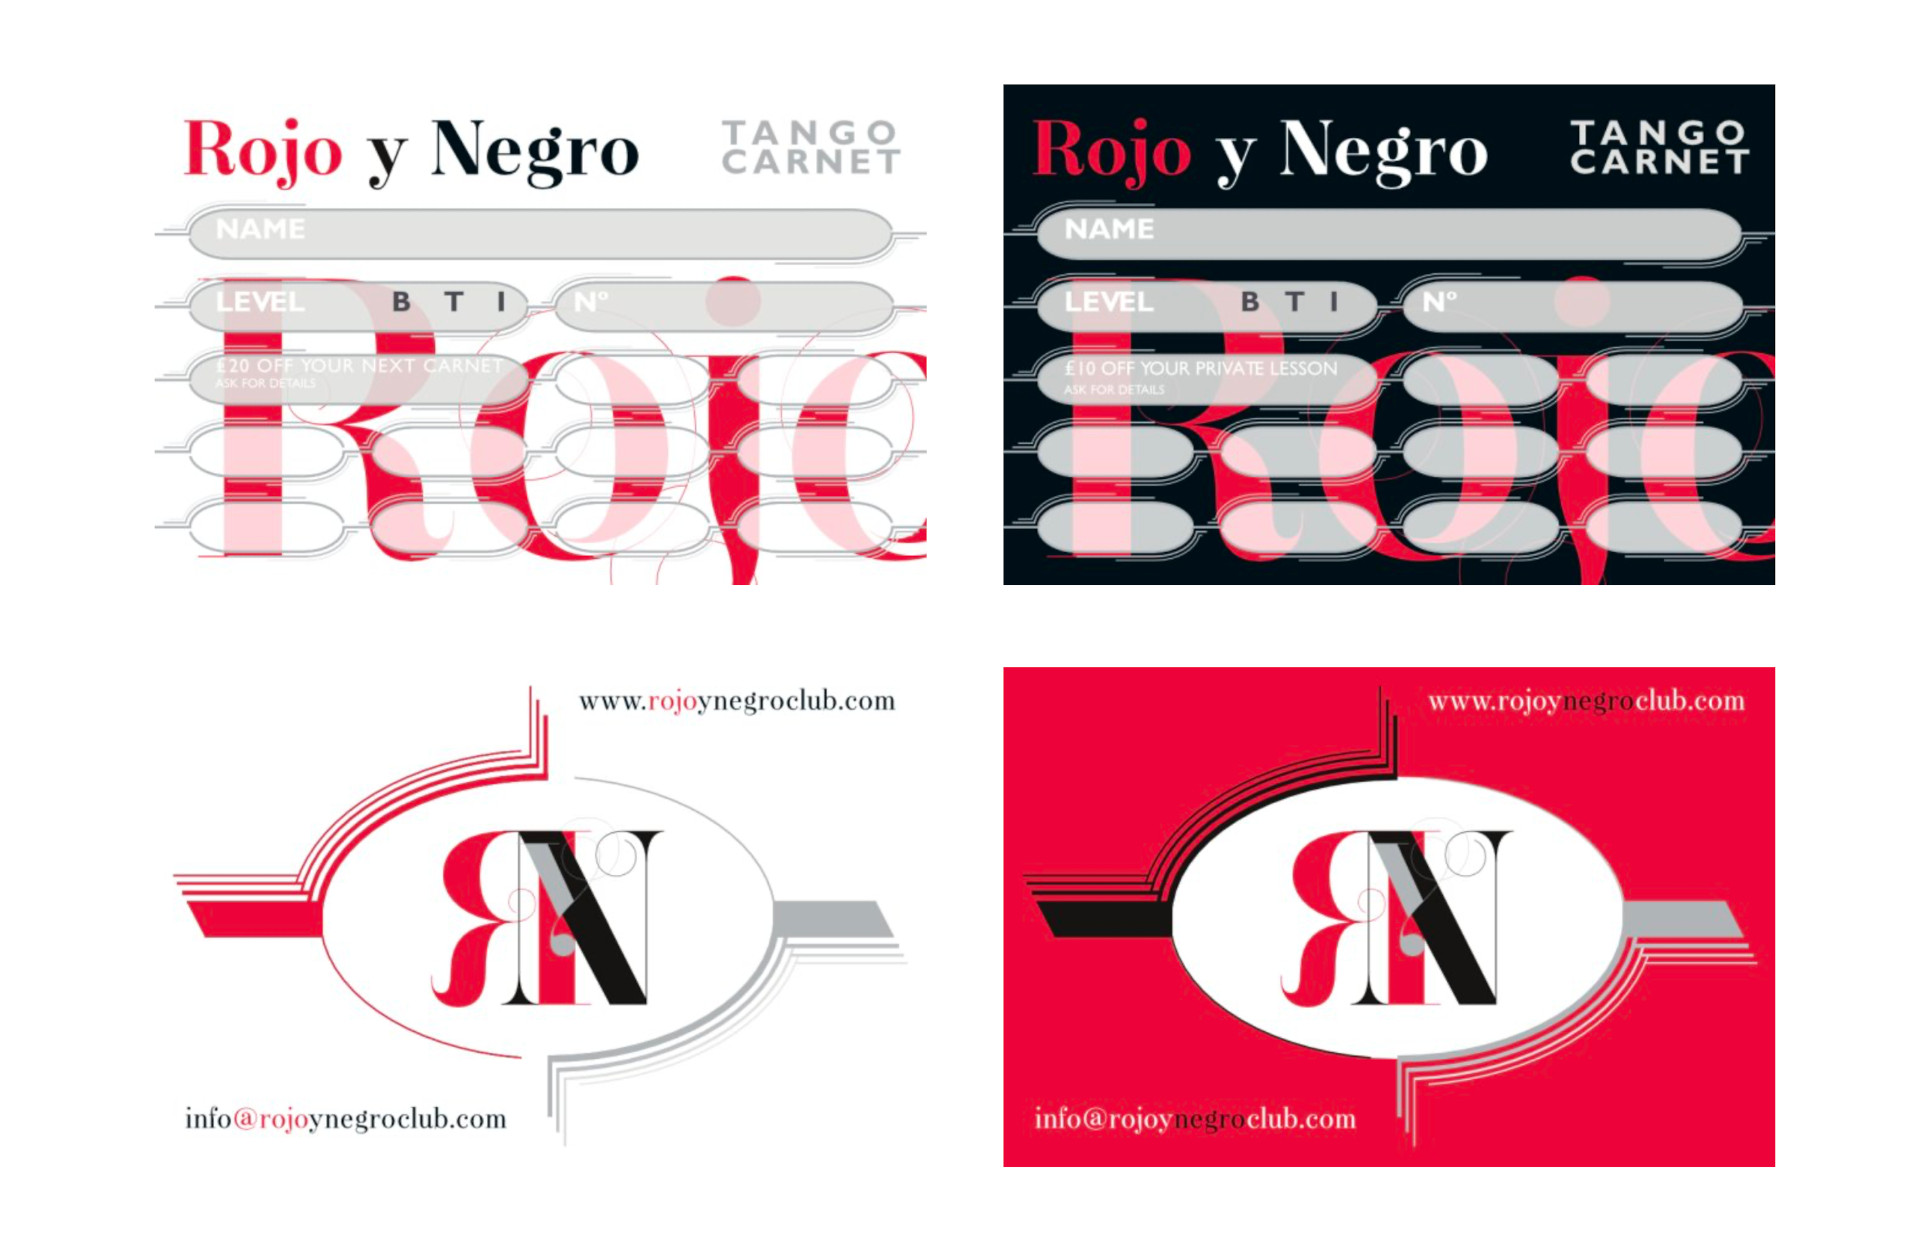 Rojo y Negro
TANGO
CARNET
NAME
LEVEL B T I Nº
£20 OFF YOUR NEXT CARNET
ASK FOR DETAILS
Rojo
Rojo y Negro
TANGO
CARNET
NAME
LEVEL B T I Nº
£10 OFF YOUR PRIVATE LESSON
ASK FOR DETAILS
Rojo
www.rojoynegroclub.com
RN
info@rojoynegroclub.com
www.rojoynegroclub.com
RN
info@rojoynegroclub.com